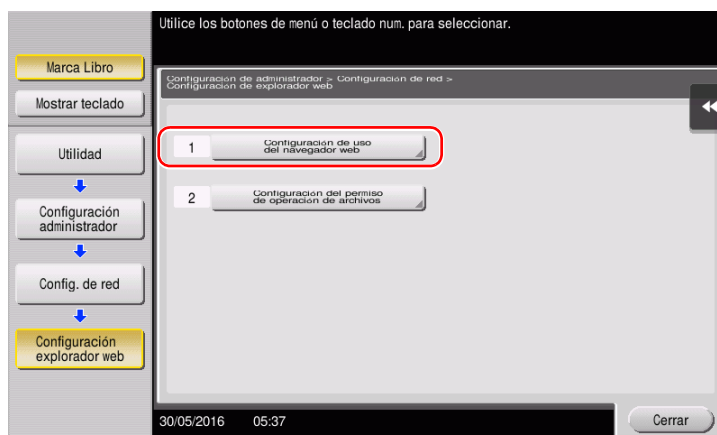 Utilice los botones de menú o teclado num. para seleccionar.
Marca Libro
Mostrar teclado
Utilidad
Configuración
administrador
Config. de red
Configuración
explorador web
Configuración de administrador > Configuración de red >
Configuración de explorador web
1
Configuración de uso
del navegador web
2
Configuración del permiso
de operación de archivos
30/05/2016 05:37
Cerrar